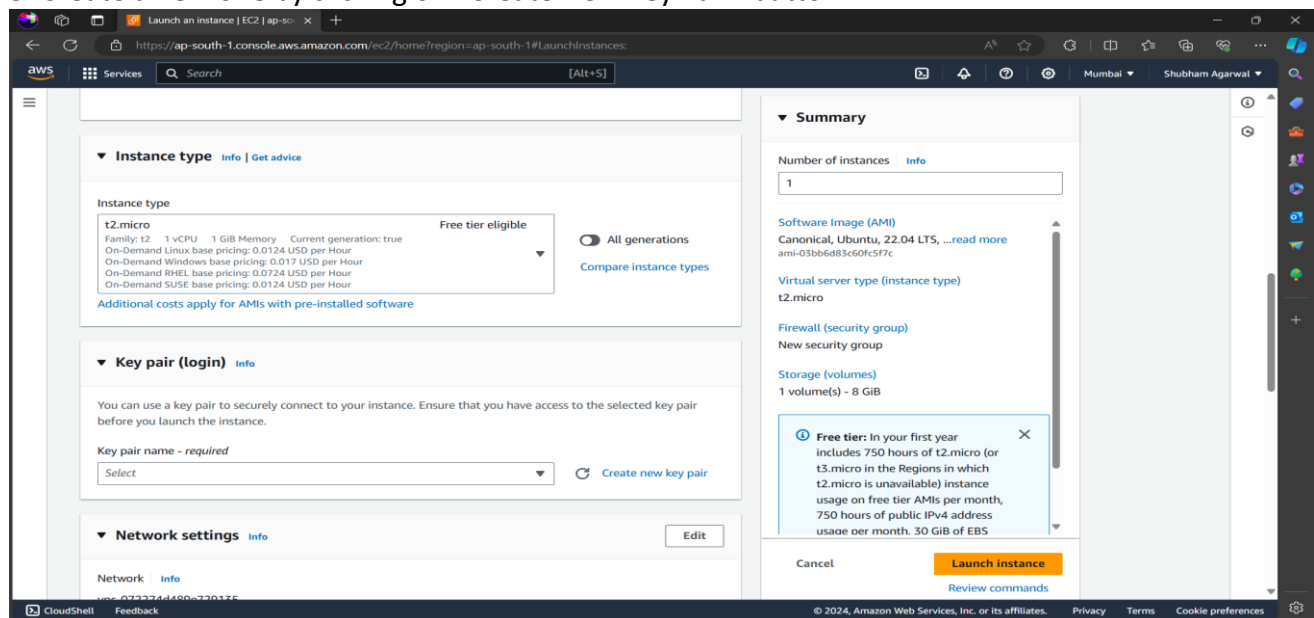 Launch an instance | EC2 | ap-so
https://ap-south-1.console.aws.amazon.com/ec2/home?region=ap-south-1#LaunchInstances:
aws
Services
Search
[Alt+S]
Mumbai
Shubham Agarwal
Instance type Info | Get advice
Instance type
t2.micro
Free tier eligible
Family: t2 1 vCPU 1 GiB Memory Current generation: true
On-Demand Linux base pricing: 0.0124 USD per Hour
On-Demand Windows base pricing: 0.017 USD per Hour
On-Demand RHEL base pricing: 0.0724 USD per Hour
On-Demand SUSE base pricing: 0.0124 USD per Hour
All generations
Compare instance types
Additional costs apply for AMIs with pre-installed software
Key pair (login) Info
You can use a key pair to securely connect to your instance. Ensure that you have access to the selected key pair
before you launch the instance.
Key pair name - required
Select
Create new key pair
Network settings Info
Edit
Network Info
Summary
Number of instances Info
1
Software Image (AMI)
Canonical, Ubuntu, 22.04 LTS, ...read more
ami-03bb6d83c60fc5f7c
Virtual server type (instance type)
t2.micro
Firewall (security group)
New security group
Storage (volumes)
1 volume(s) - 8 GiB
Free tier: In your first year
includes 750 hours of t2.micro (or
t3.micro in the Regions in which
t2.micro is unavailable) instance
usage on free tier AMIs per month,
750 hours of public IPv4 address
usage per month, 30 GiB of EBS
Cancel
Launch instance
Review commands
CloudShell Feedback
© 2024, Amazon Web Services, Inc. or its affiliates. Privacy Terms Cookie preferences